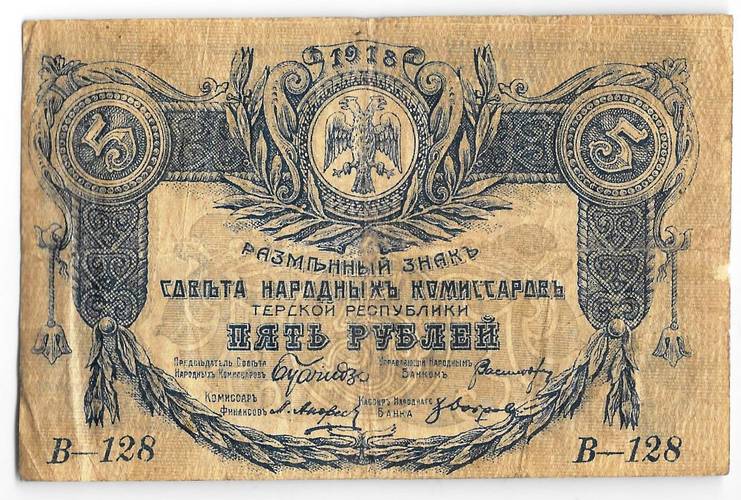 1918
5 5
РАЗМѢННЫЙ ЗНАКЪ
СОВѢТА НАРОДНЫХЪ КОМИССАРОВЪ
ТЕРСКОЙ РЕСПУБЛИКИ
ПЯТЬ РУБЛЕЙ
ПРЕДСѢДАТЕЛЬ СОВѢТА УПРАВЛЯЮЩІЙ НАРОДНЫМЪ
НАРОДНЫХЪ КОМИССАРОВЪ БАНКОМЪ
КОМИССАРЪ КАССИРЪ НАРОДНАГО
ФИНАНСОВЪ БАНКА
В—128 В—128